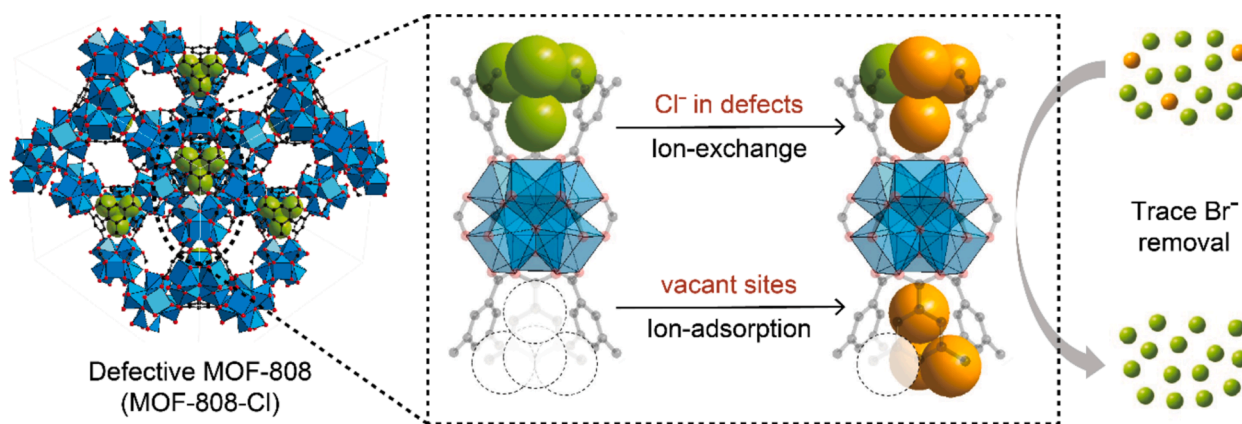 Defective MOF-808
(MOF-808-Cl)
Cl⁻ in defects
Ion-exchange
vacant sites
Ion-adsorption
Trace Br⁻
removal